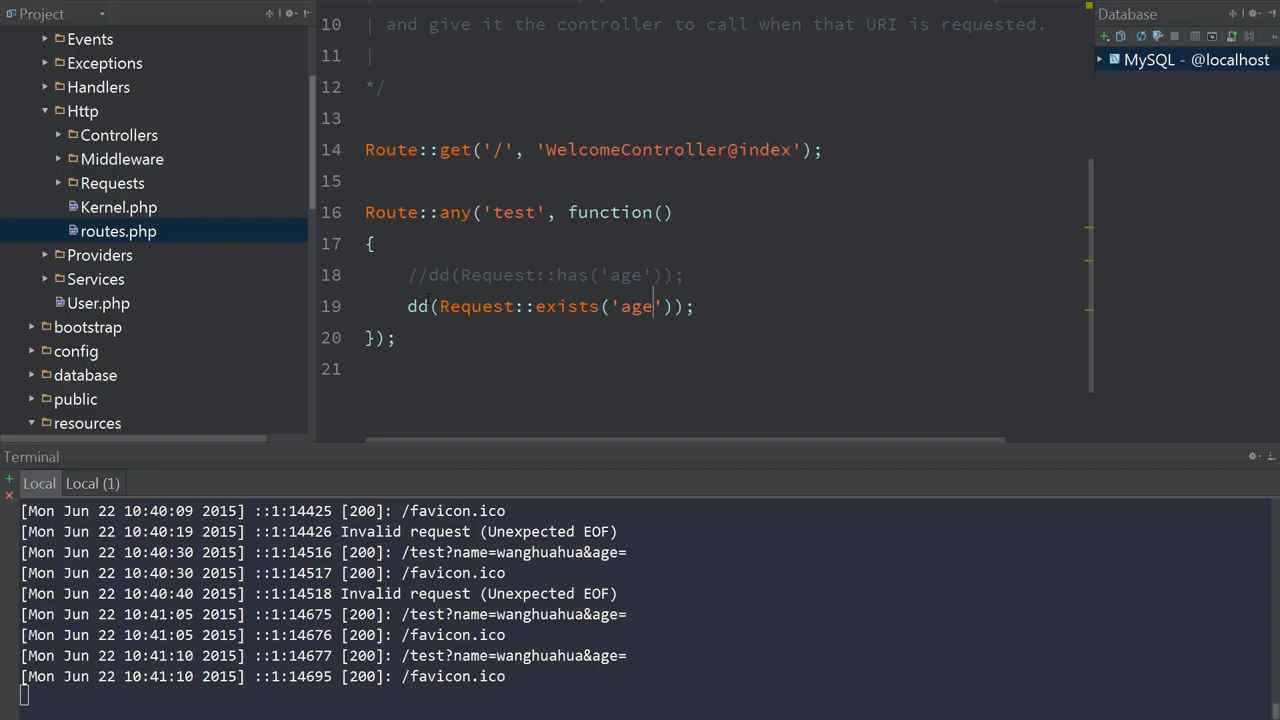 Project
Events
Exceptions
Handlers
Http
Controllers
Middleware
Requests
Kernel.php
routes.php
Providers
Services
User.php
bootstrap
config
database
public
resources
10 | and give it the controller to call when that URI is requested.
11 |
12 */
13
14 Route::get('/', 'WelcomeController@index');
15
16 Route::any('test', function()
17 {
18 //dd(Request::has('age'));
19 dd(Request::exists('age'));
20 });
21
Database
MySQL - @localhost
Terminal
Local Local (1)
[Mon Jun 22 10:40:09 2015] ::1:14425 [200]: /favicon.ico
[Mon Jun 22 10:40:19 2015] ::1:14426 Invalid request (Unexpected EOF)
[Mon Jun 22 10:40:30 2015] ::1:14516 [200]: /test?name=wanghuahua&age=
[Mon Jun 22 10:40:30 2015] ::1:14517 [200]: /favicon.ico
[Mon Jun 22 10:40:40 2015] ::1:14518 Invalid request (Unexpected EOF)
[Mon Jun 22 10:41:05 2015] ::1:14675 [200]: /test?name=wanghuahua&age=
[Mon Jun 22 10:41:05 2015] ::1:14676 [200]: /favicon.ico
[Mon Jun 22 10:41:10 2015] ::1:14677 [200]: /test?name=wanghuahua&age=
[Mon Jun 22 10:41:10 2015] ::1:14695 [200]: /favicon.ico